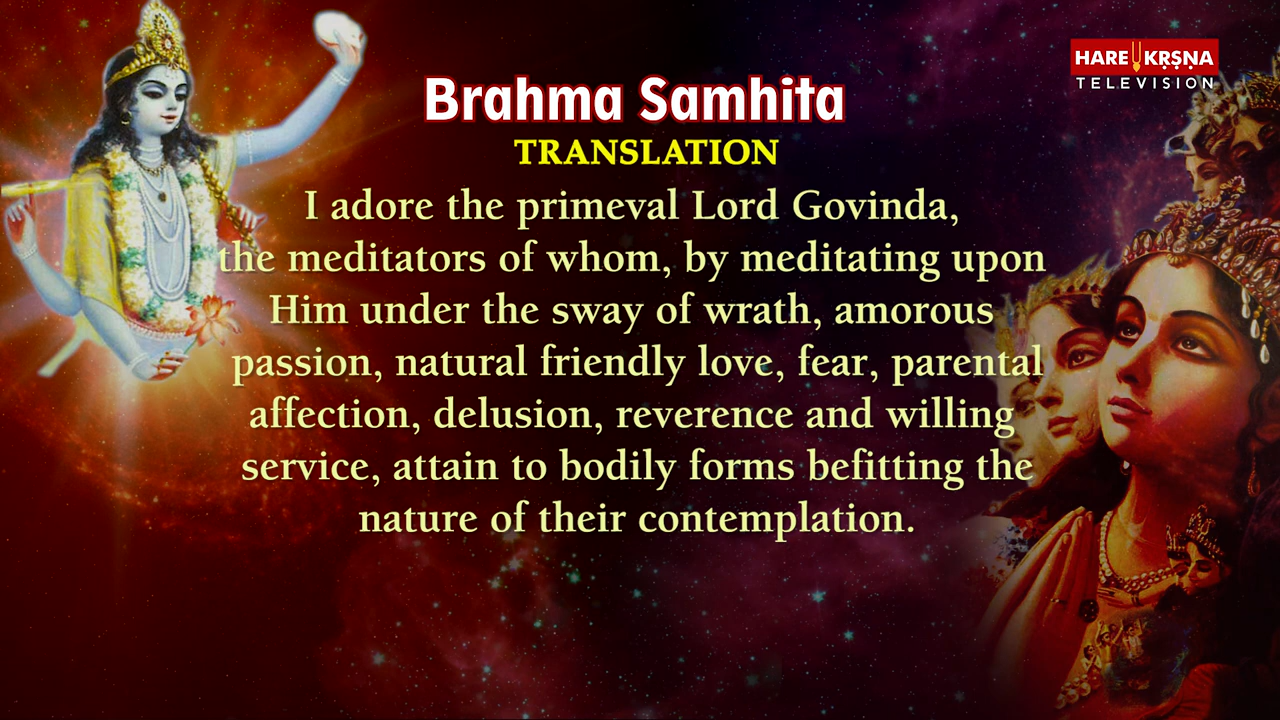 HARE KṚṢṆA
TELEVISION
Brahma Samhita
TRANSLATION
I adore the primeval Lord Govinda,
the meditators of whom, by meditating upon
Him under the sway of wrath, amorous
passion, natural friendly love, fear, parental
affection, delusion, reverence and willing
service, attain to bodily forms befitting the
nature of their contemplation.